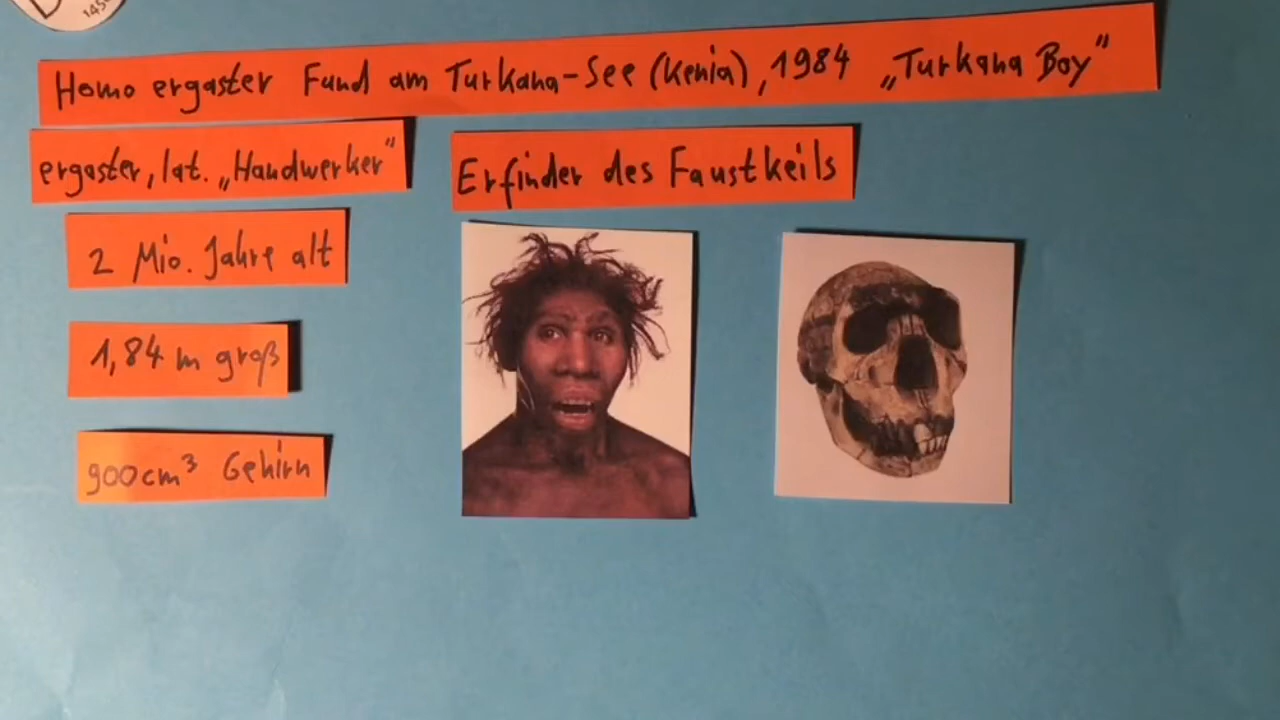 Homo ergaster Fund am Turkana-See (Kenia), 1984 „Turkana Boy"
ergaster, lat. „Handwerker"
Erfinder des Faustkeils
2 Mio. Jahre alt
1,84 m groß
900cm³ Gehirn